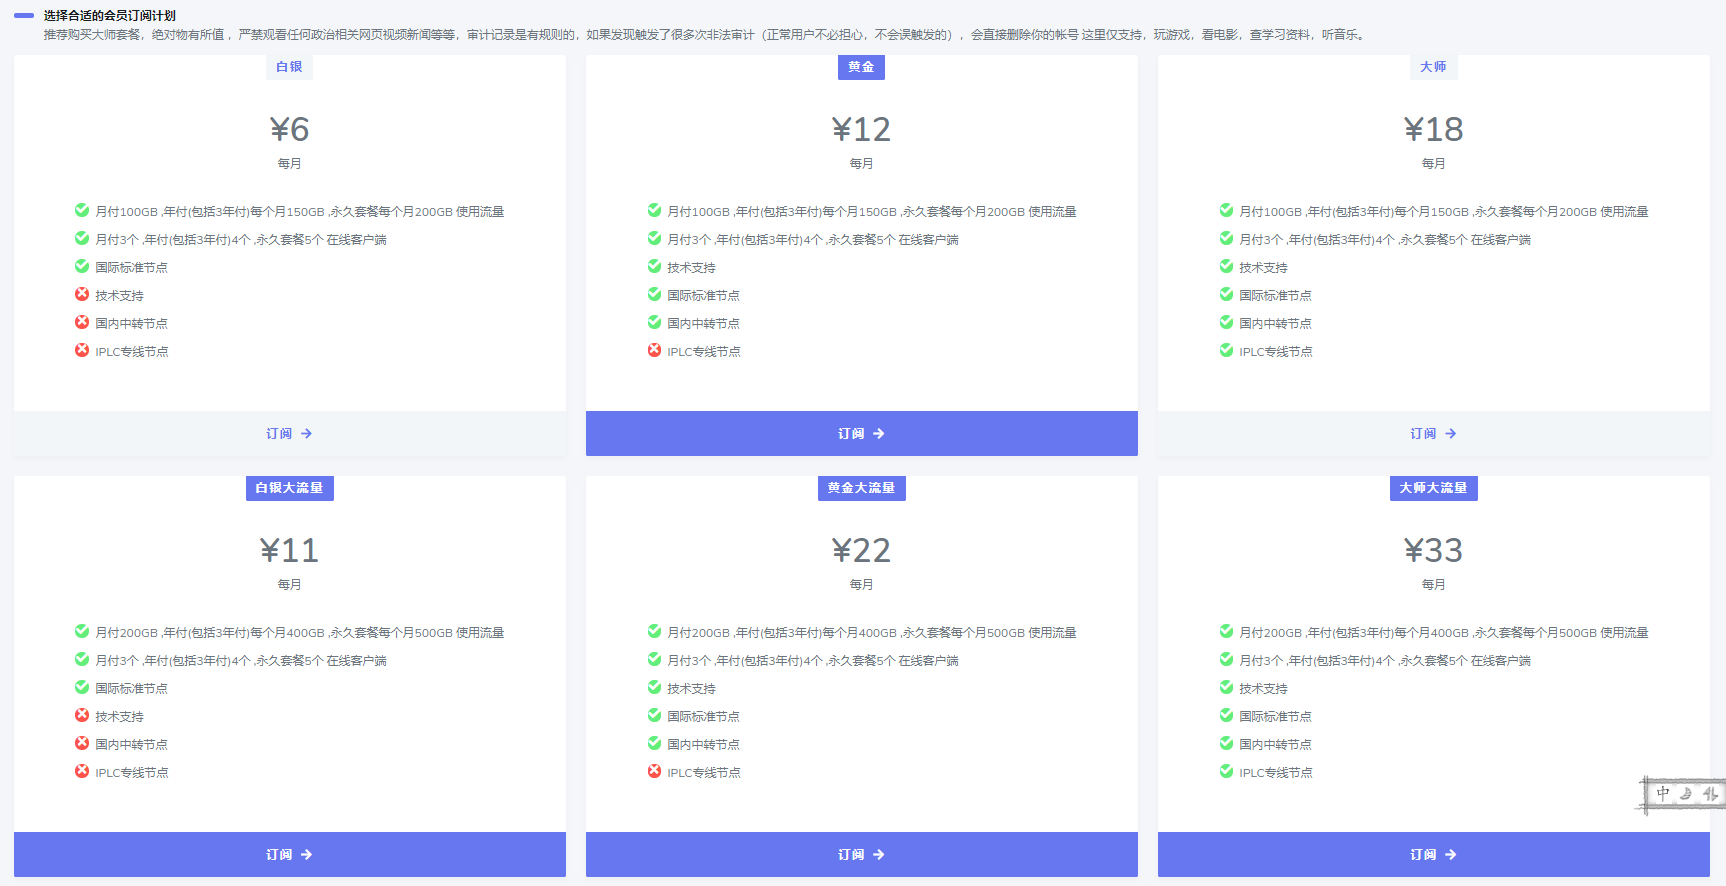 选择合适的会员订阅计划
推荐购买大师套餐，绝对物有所值 ，严禁观看任何政治相关网页视频新闻等等，审计记录是有规则的，如果发现触发了很多次非法审计（正常用户不必担心，不会误触发的），会直接删除你的帐号 这里仅支持，玩游戏，看电影，查学习资料，听音乐。
白银
¥6
每月
月付100GB ,年付(包括3年付)每个月150GB ,永久套餐每个月200GB 使用流量
月付3个 ,年付(包括3年付)4个 ,永久套餐5个 在线客户端
国际标准节点
技术支持
国内中转节点
IPLC专线节点
订阅 →
黄金
¥12
每月
月付100GB ,年付(包括3年付)每个月150GB ,永久套餐每个月200GB 使用流量
月付3个 ,年付(包括3年付)4个 ,永久套餐5个 在线客户端
技术支持
国际标准节点
国内中转节点
IPLC专线节点
订阅 →
大师
¥18
每月
月付100GB ,年付(包括3年付)每个月150GB ,永久套餐每个月200GB 使用流量
月付3个 ,年付(包括3年付)4个 ,永久套餐5个 在线客户端
技术支持
国际标准节点
国内中转节点
IPLC专线节点
订阅 →
白银大流量
¥11
每月
月付200GB ,年付(包括3年付)每个月400GB ,永久套餐每个月500GB 使用流量
月付3个 ,年付(包括3年付)4个 ,永久套餐5个 在线客户端
国际标准节点
技术支持
国内中转节点
IPLC专线节点
订阅 →
黄金大流量
¥22
每月
月付200GB ,年付(包括3年付)每个月400GB ,永久套餐每个月500GB 使用流量
月付3个 ,年付(包括3年付)4个 ,永久套餐5个 在线客户端
技术支持
国际标准节点
国内中转节点
IPLC专线节点
订阅 →
大师大流量
¥33
每月
月付200GB ,年付(包括3年付)每个月400GB ,永久套餐每个月500GB 使用流量
月付3个 ,年付(包括3年付)4个 ,永久套餐5个 在线客户端
技术支持
国际标准节点
国内中转节点
IPLC专线节点
订阅 →
中